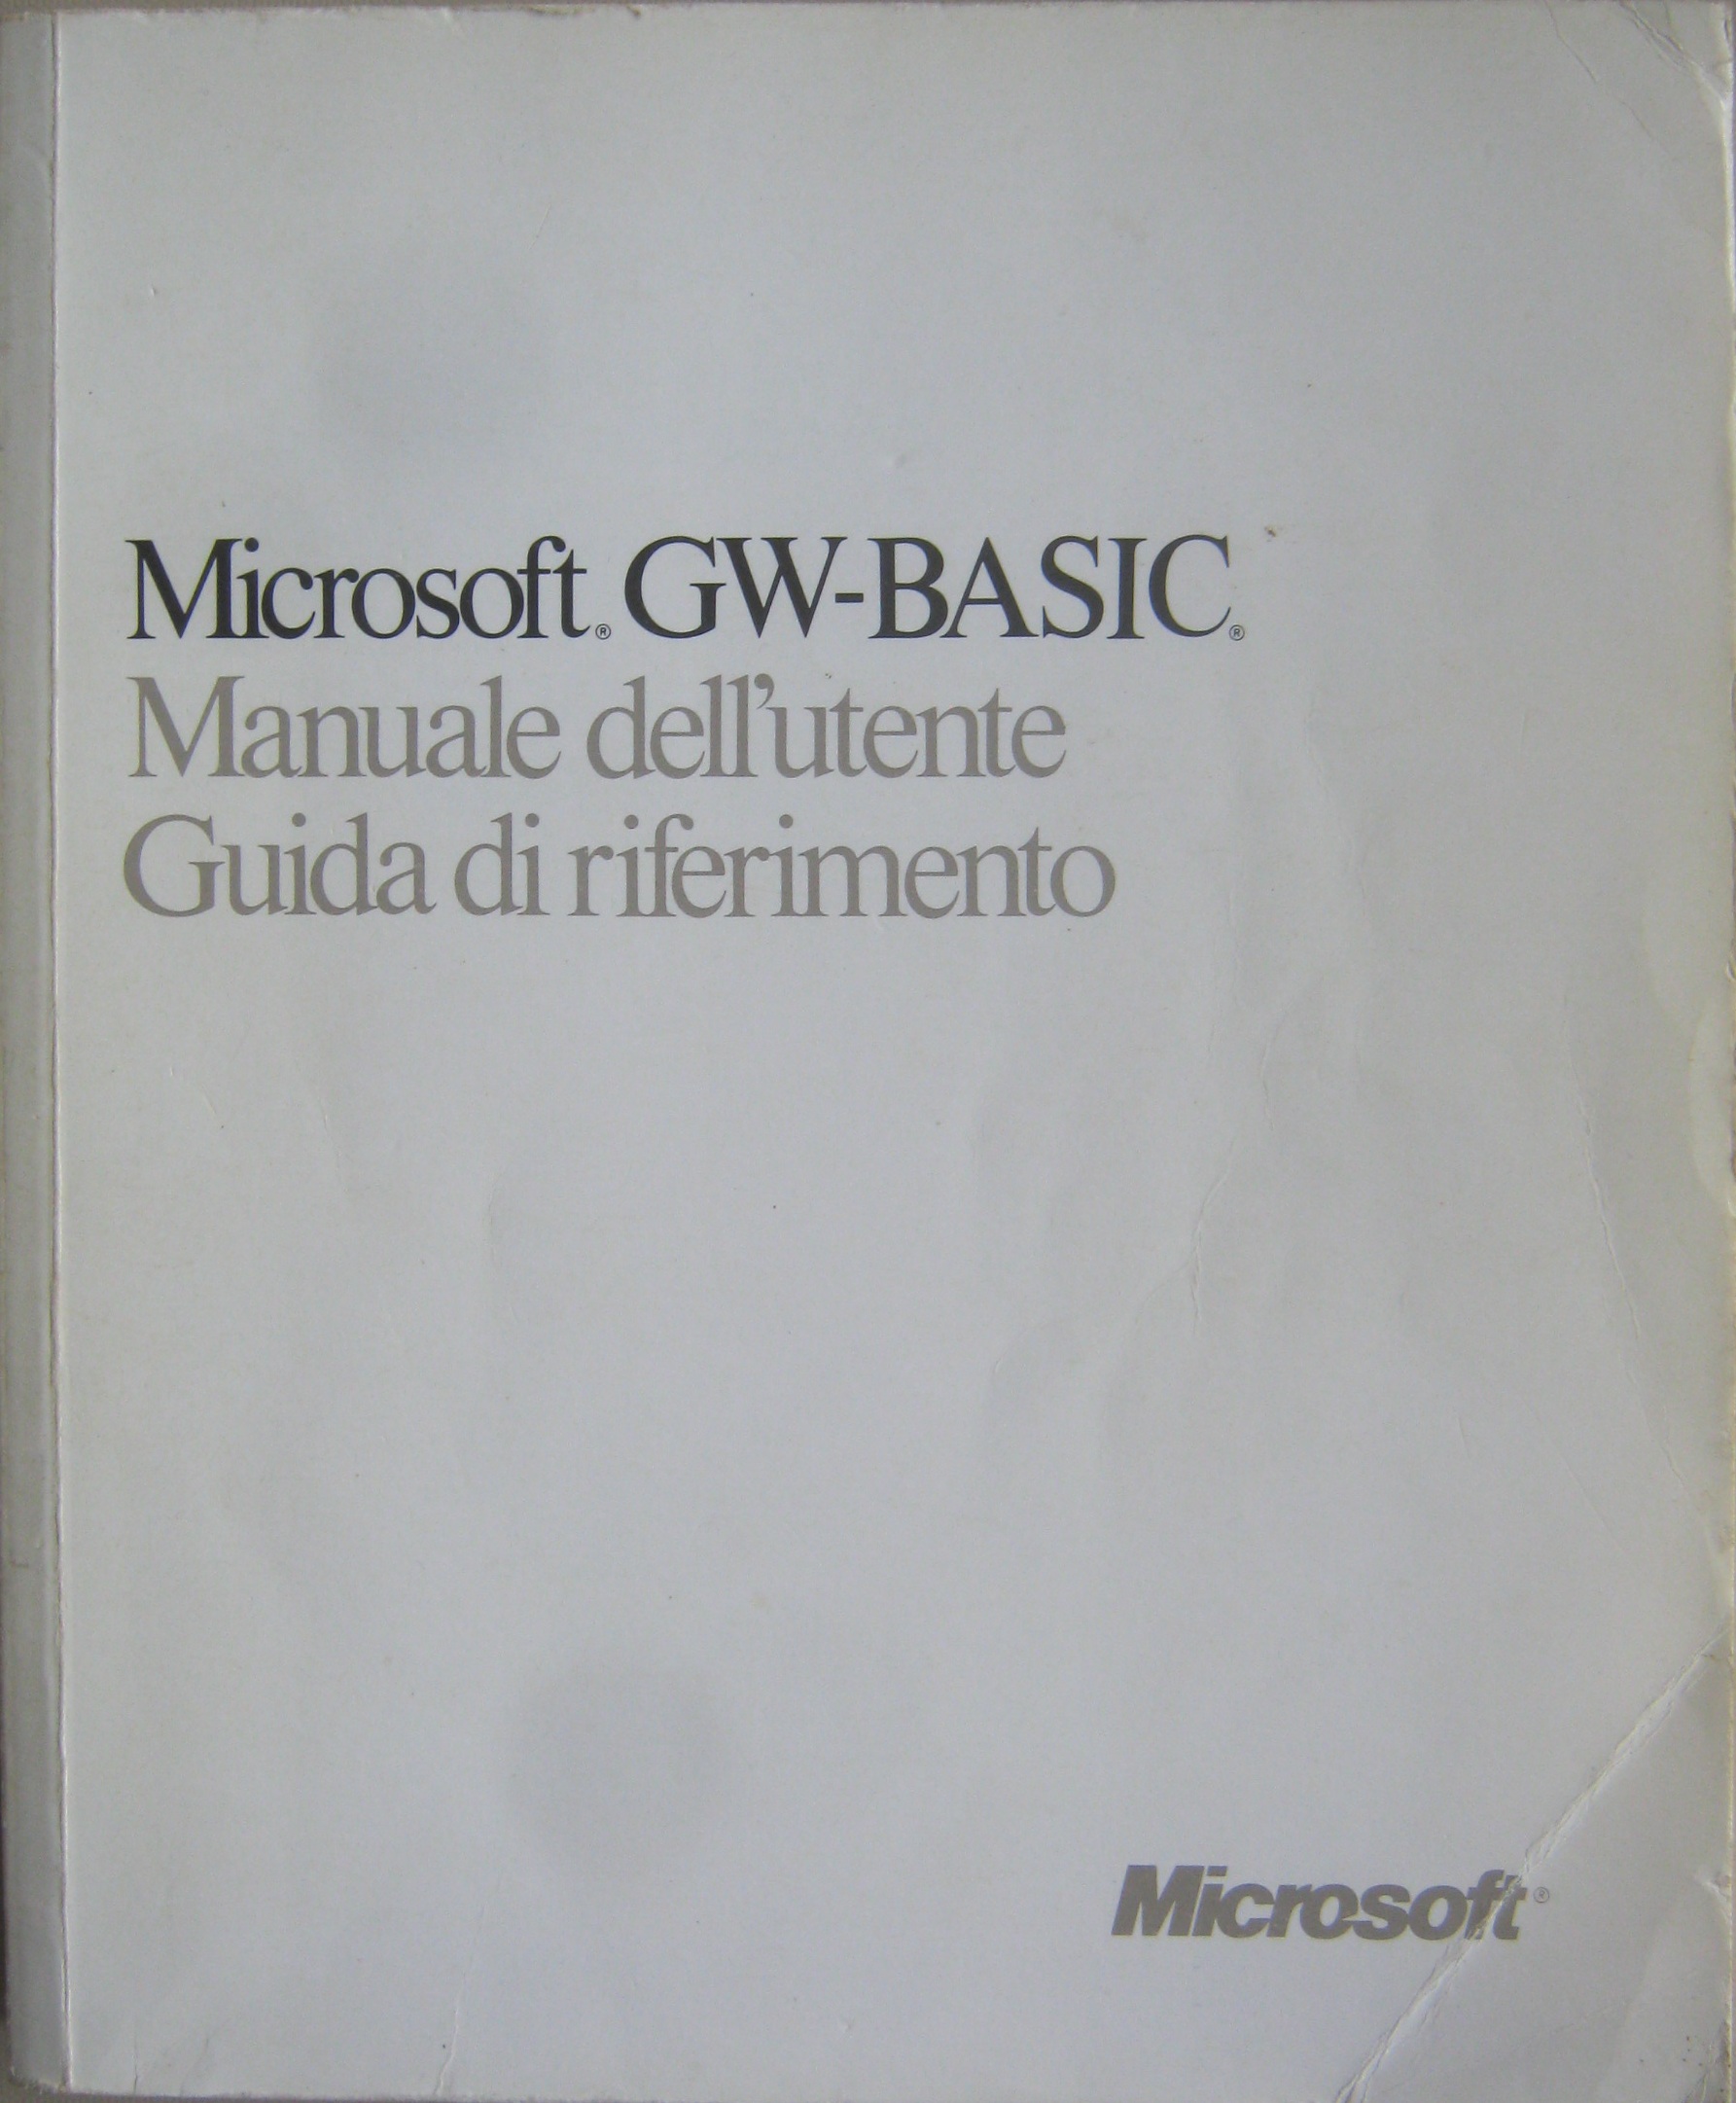 Microsoft® GW-BASIC®
Manuale dell'utente
Guida di riferimento
Microsoft®